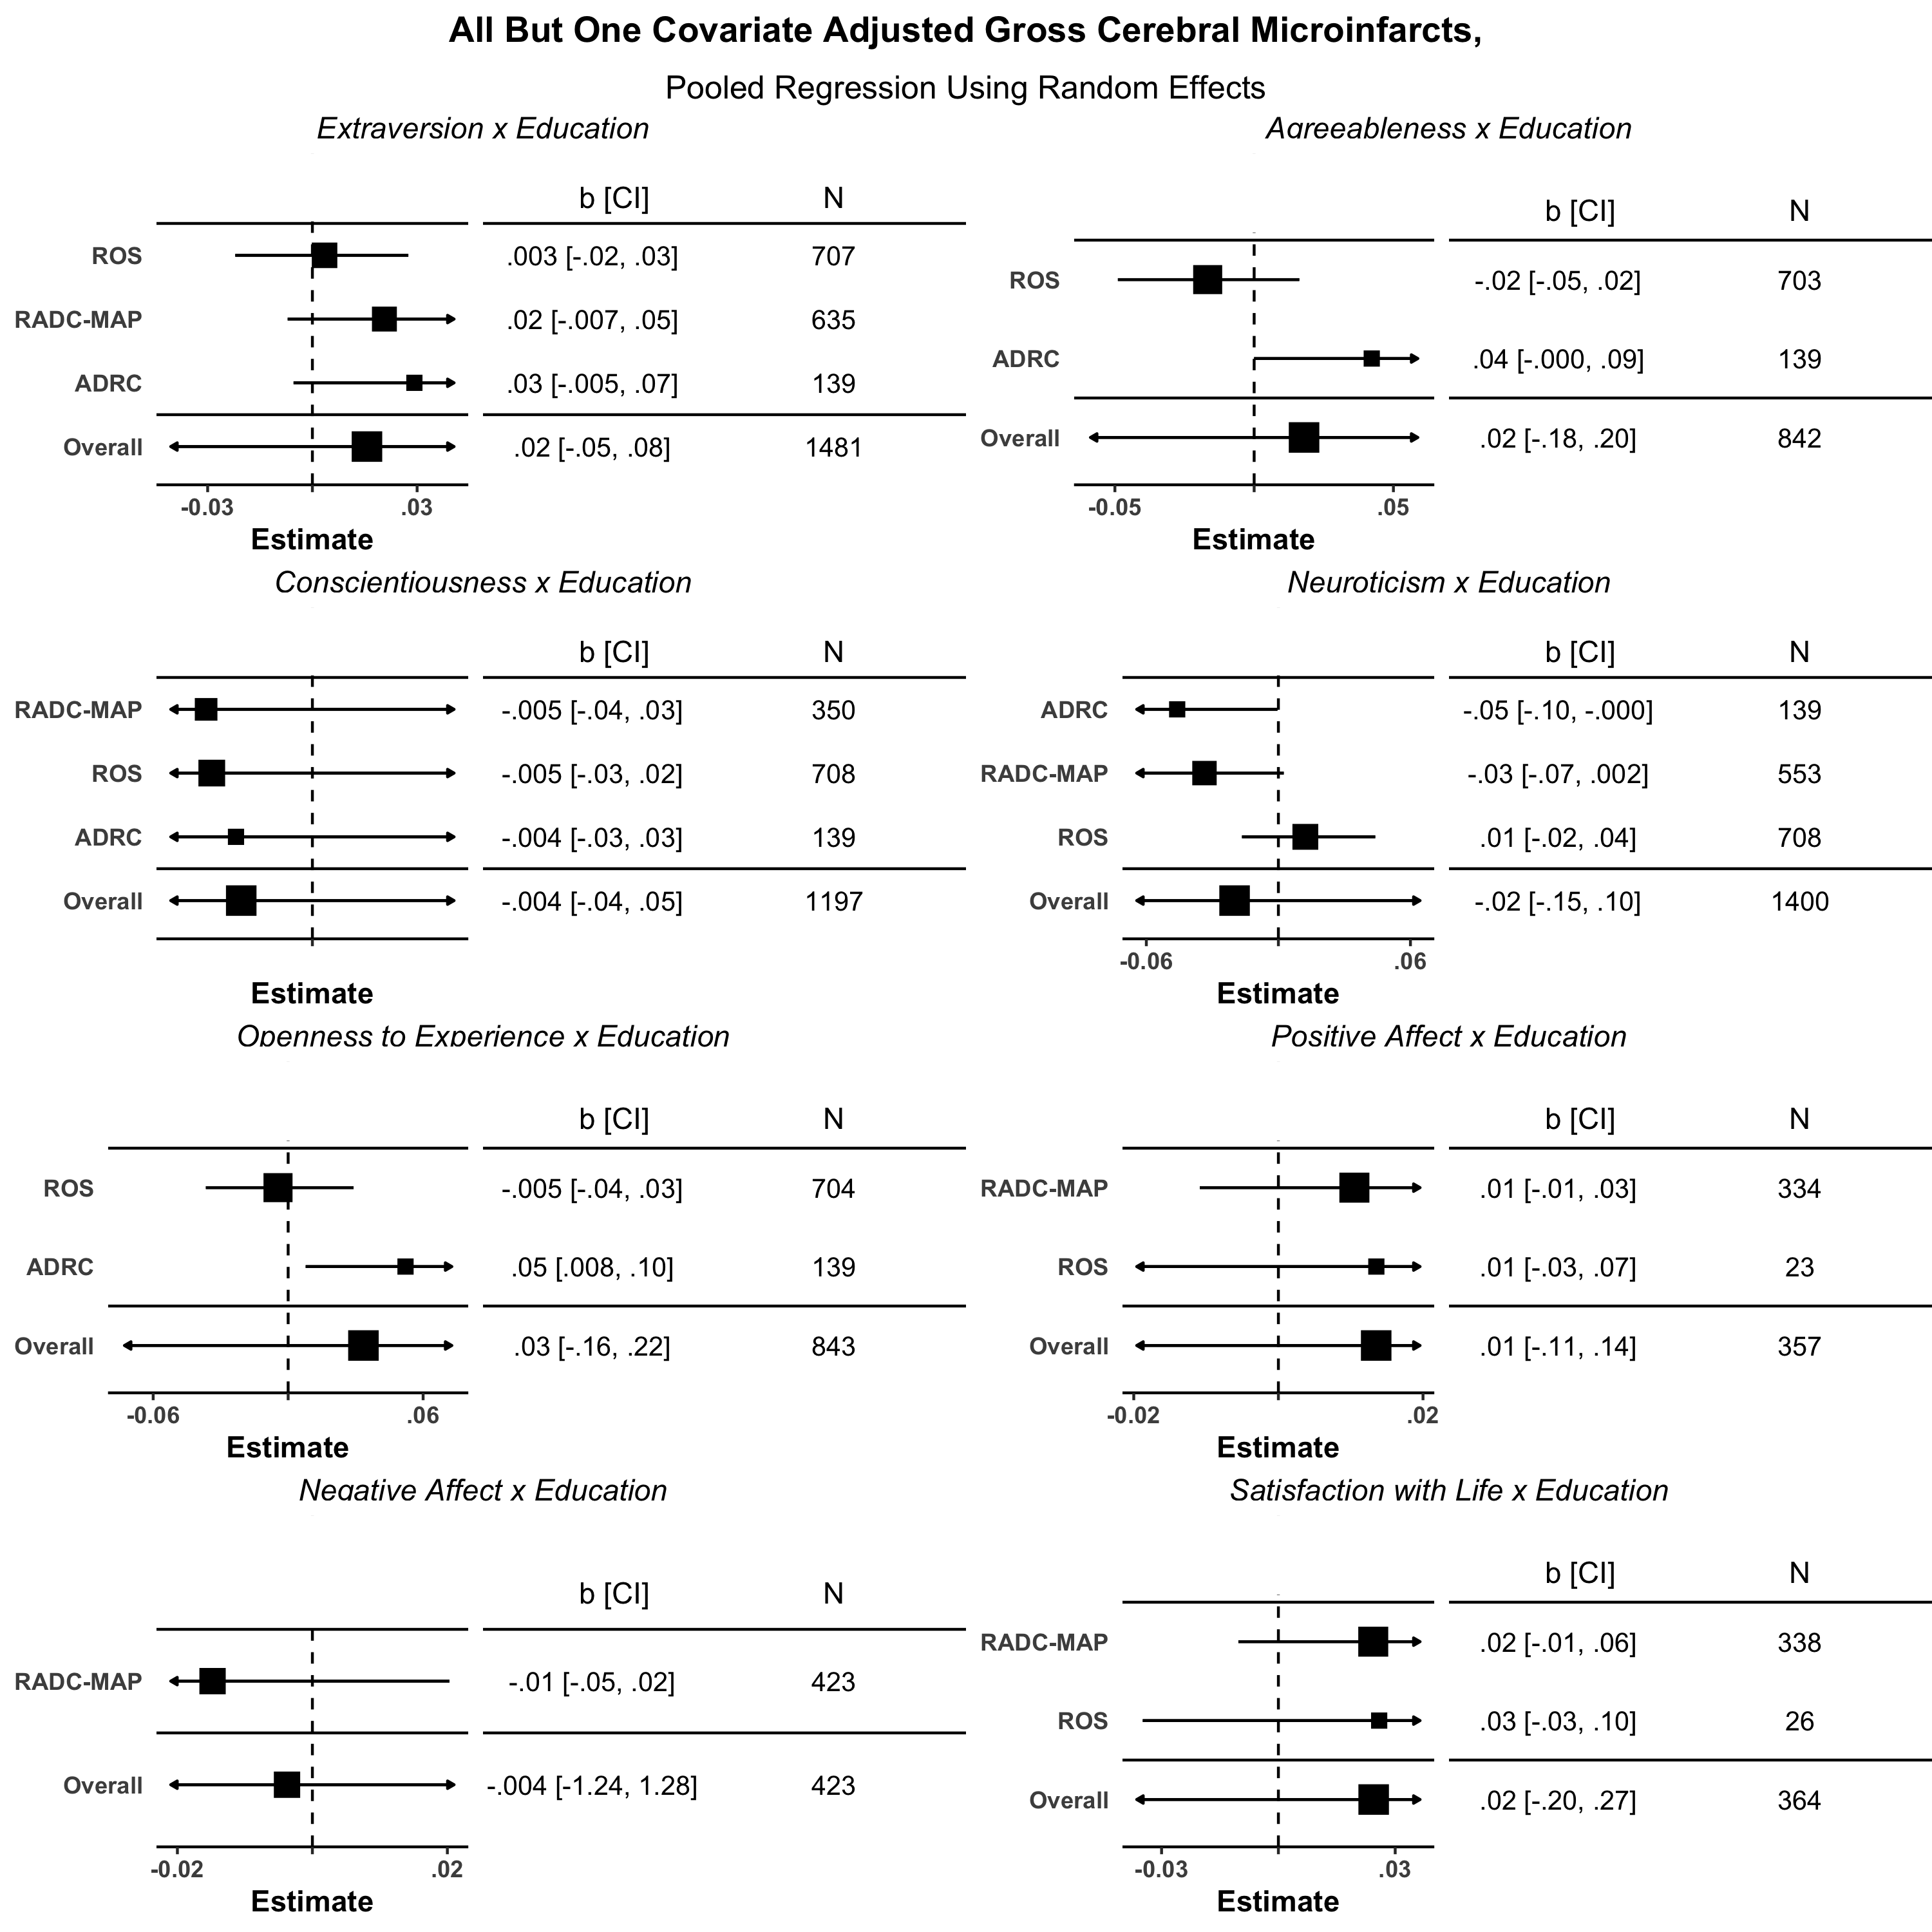 All But One Covariate Adjusted Gross Cerebral Microinfarcts,
Pooled Regression Using Random Effects
Extraversion x Education
b [CI] N
ROS .003 [-.02, .03] 707
RADC-MAP .02 [-.007, .05] 635
ADRC .03 [-.005, .07] 139
Overall .02 [-.05, .08] 1481
-0.03 .03
Estimate
Agreeableness x Education
b [CI] N
ROS -.02 [-.05, .02] 703
ADRC .04 [-.000, .09] 139
Overall .02 [-.18, .20] 842
-0.05 .05
Estimate
Conscientiousness x Education
b [CI] N
RADC-MAP -.005 [-.04, .03] 350
ROS -.005 [-.03, .02] 708
ADRC -.004 [-.03, .03] 139
Overall -.004 [-.04, .05] 1197
Estimate
Neuroticism x Education
b [CI] N
ADRC -.05 [-.10, -.000] 139
RADC-MAP -.03 [-.07, .002] 553
ROS .01 [-.02, .04] 708
Overall -.02 [-.15, .10] 1400
-0.06 .06
Estimate
Openness to Experience x Education
b [CI] N
ROS -.005 [-.04, .03] 704
ADRC .05 [.008, .10] 139
Overall .03 [-.16, .22] 843
-0.06 .06
Estimate
Positive Affect x Education
b [CI] N
RADC-MAP .01 [-.01, .03] 334
ROS .01 [-.03, .07] 23
Overall .01 [-.11, .14] 357
-0.02 .02
Estimate
Negative Affect x Education
b [CI] N
RADC-MAP -.01 [-.05, .02] 423
Overall -.004 [-1.24, 1.28] 423
-0.02 .02
Estimate
Satisfaction with Life x Education
b [CI] N
RADC-MAP .02 [-.01, .06] 338
ROS .03 [-.03, .10] 26
Overall .02 [-.20, .27] 364
-0.03 .03
Estimate